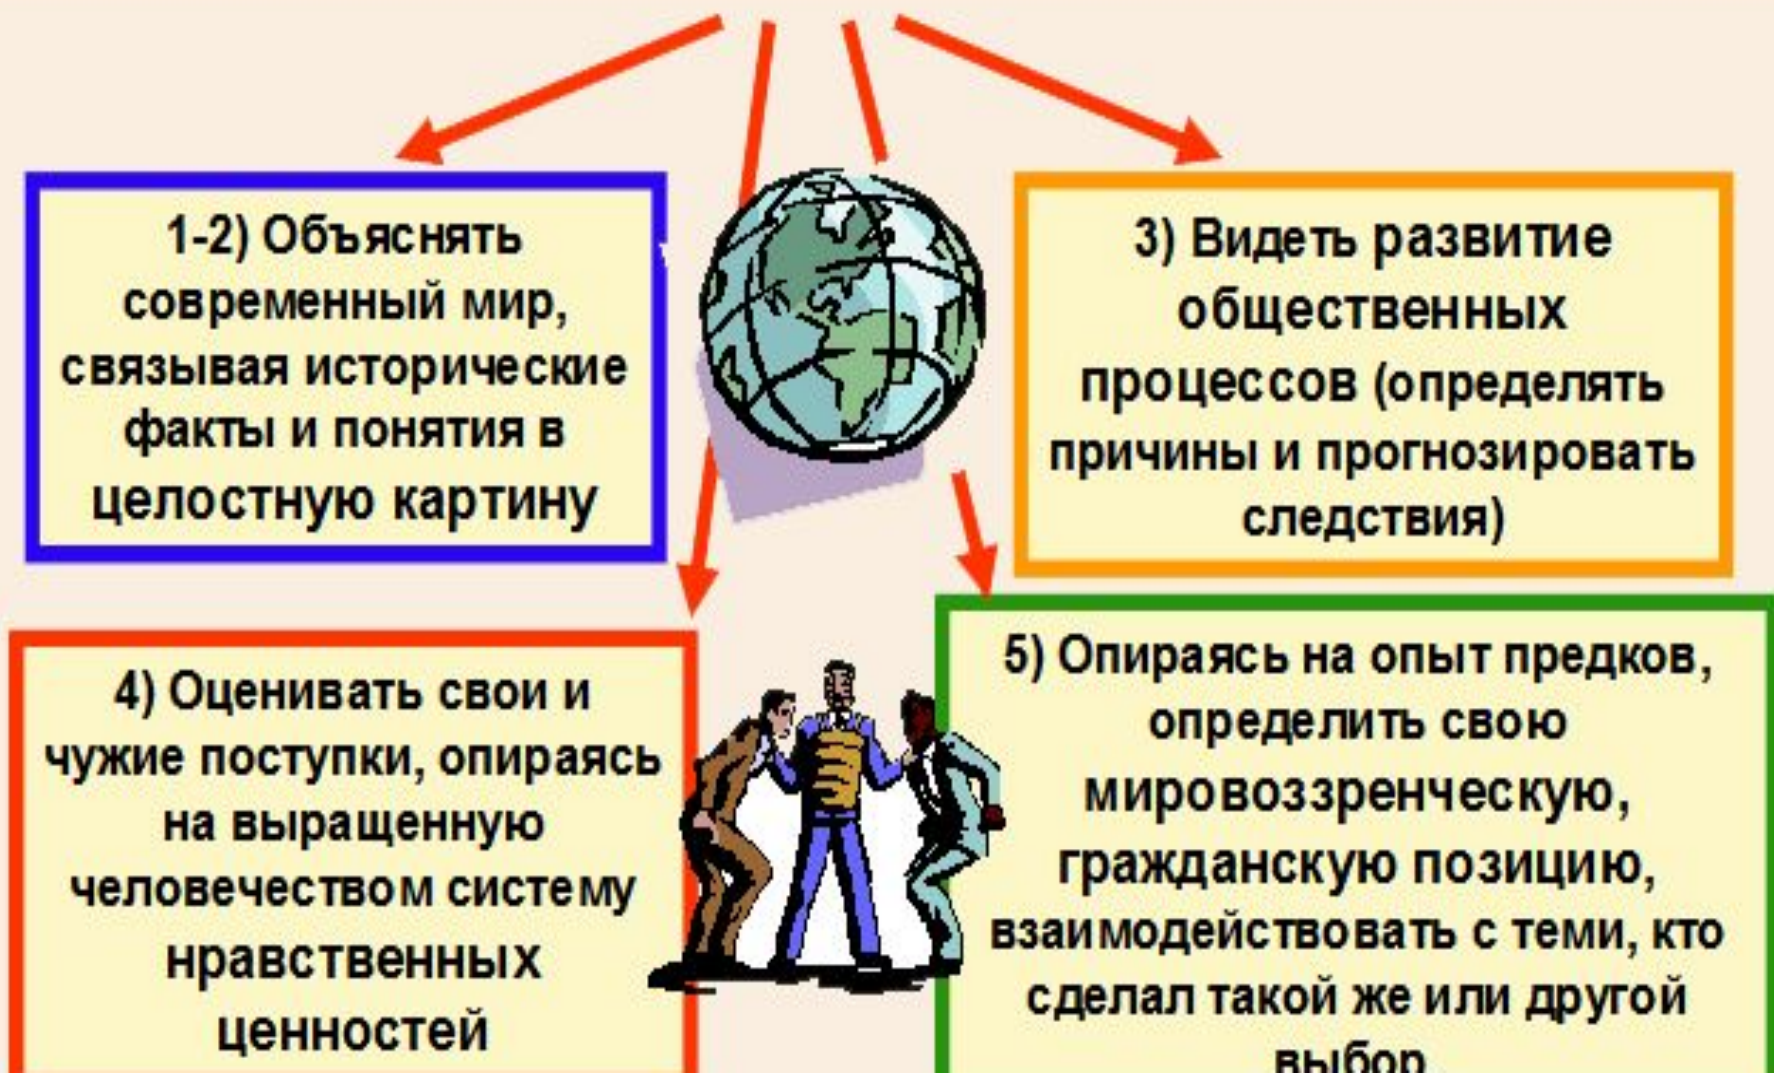 1-2) Объяснять
современный мир,
связывая исторические
факты и понятия в
целостную картину
3) Видеть развитие
общественных
процессов (определять
причины и прогнозировать
следствия)
4) Оценивать свои и
чужие поступки, опираясь
на выращенную
человечеством систему
нравственных
ценностей
5) Опираясь на опыт предков,
определить свою
мировоззренческую,
гражданскую позицию,
взаимодействовать с теми, кто
сделал такой же или другой
выбор.